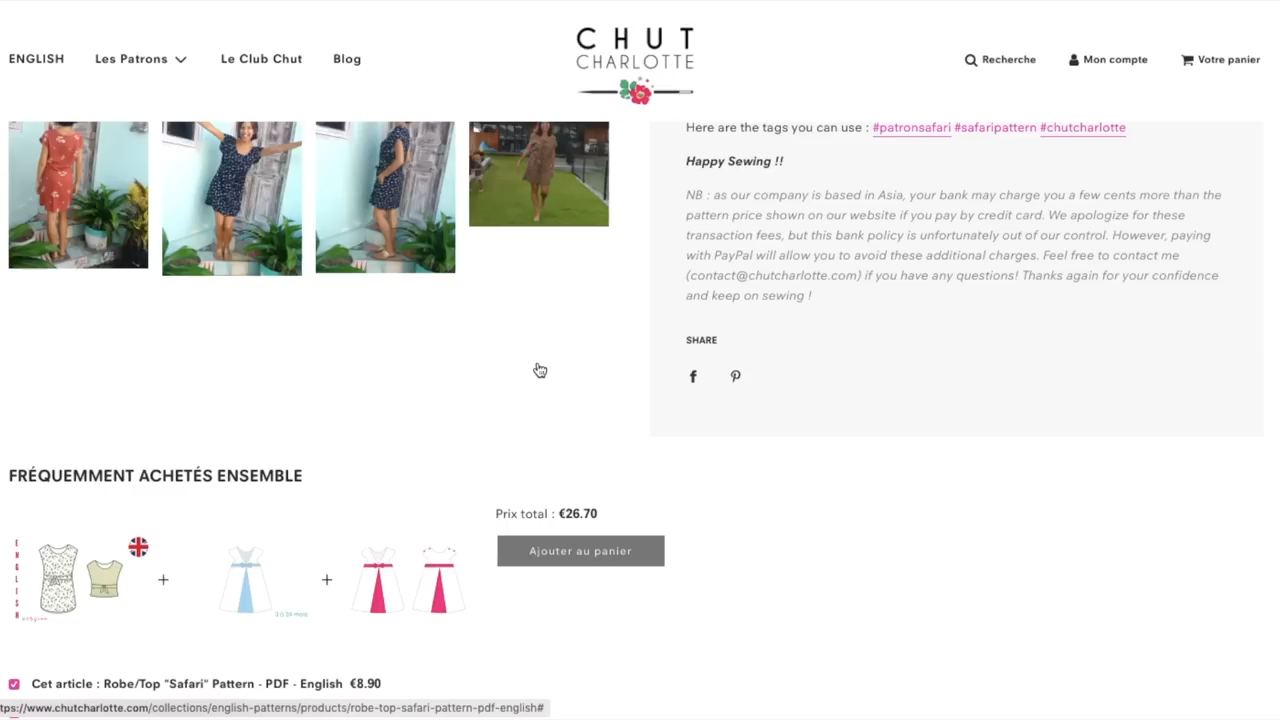 ENGLISH
Les Patrons
Le Club Chut
Blog
CHUT
CHARLOTTE
Recherche
Mon compte
Votre panier
Here are the tags you can use : #patronsafari #safaripattern #chutcharlotte
Happy Sewing !!
NB : as our company is based in Asia, your bank may charge you a few cents more than the
pattern price shown on our website if you pay by credit card. We apologize for these
transaction fees, but this bank policy is unfortunately out of our control. However, paying
with PayPal will allow you to avoid these additional charges. Feel free to contact me
(contact@chutcharlotte.com) if you have any questions! Thanks again for your confidence
and keep on sewing !
SHARE
FRÉQUEMMENT ACHETÉS ENSEMBLE
Prix total : €26.70
Ajouter au panier
ENGLISH
+
+
3 à 24 mois
Cet article : Robe/Top "Safari" Pattern - PDF - English €8.90
tps://www.chutcharlotte.com/collections/english-patterns/products/robe-top-safari-pattern-pdf-english#